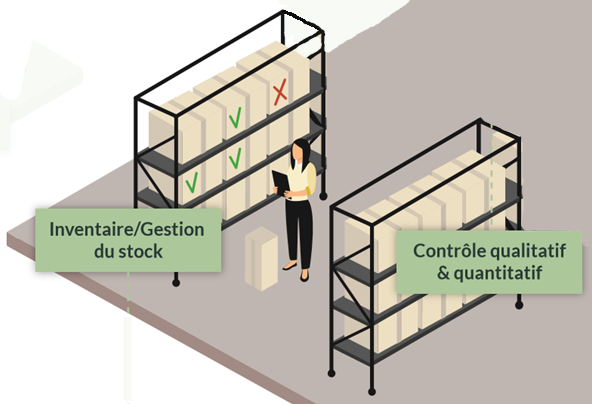 Inventaire/Gestion
du stock
Contrôle qualitatif
& quantitatif